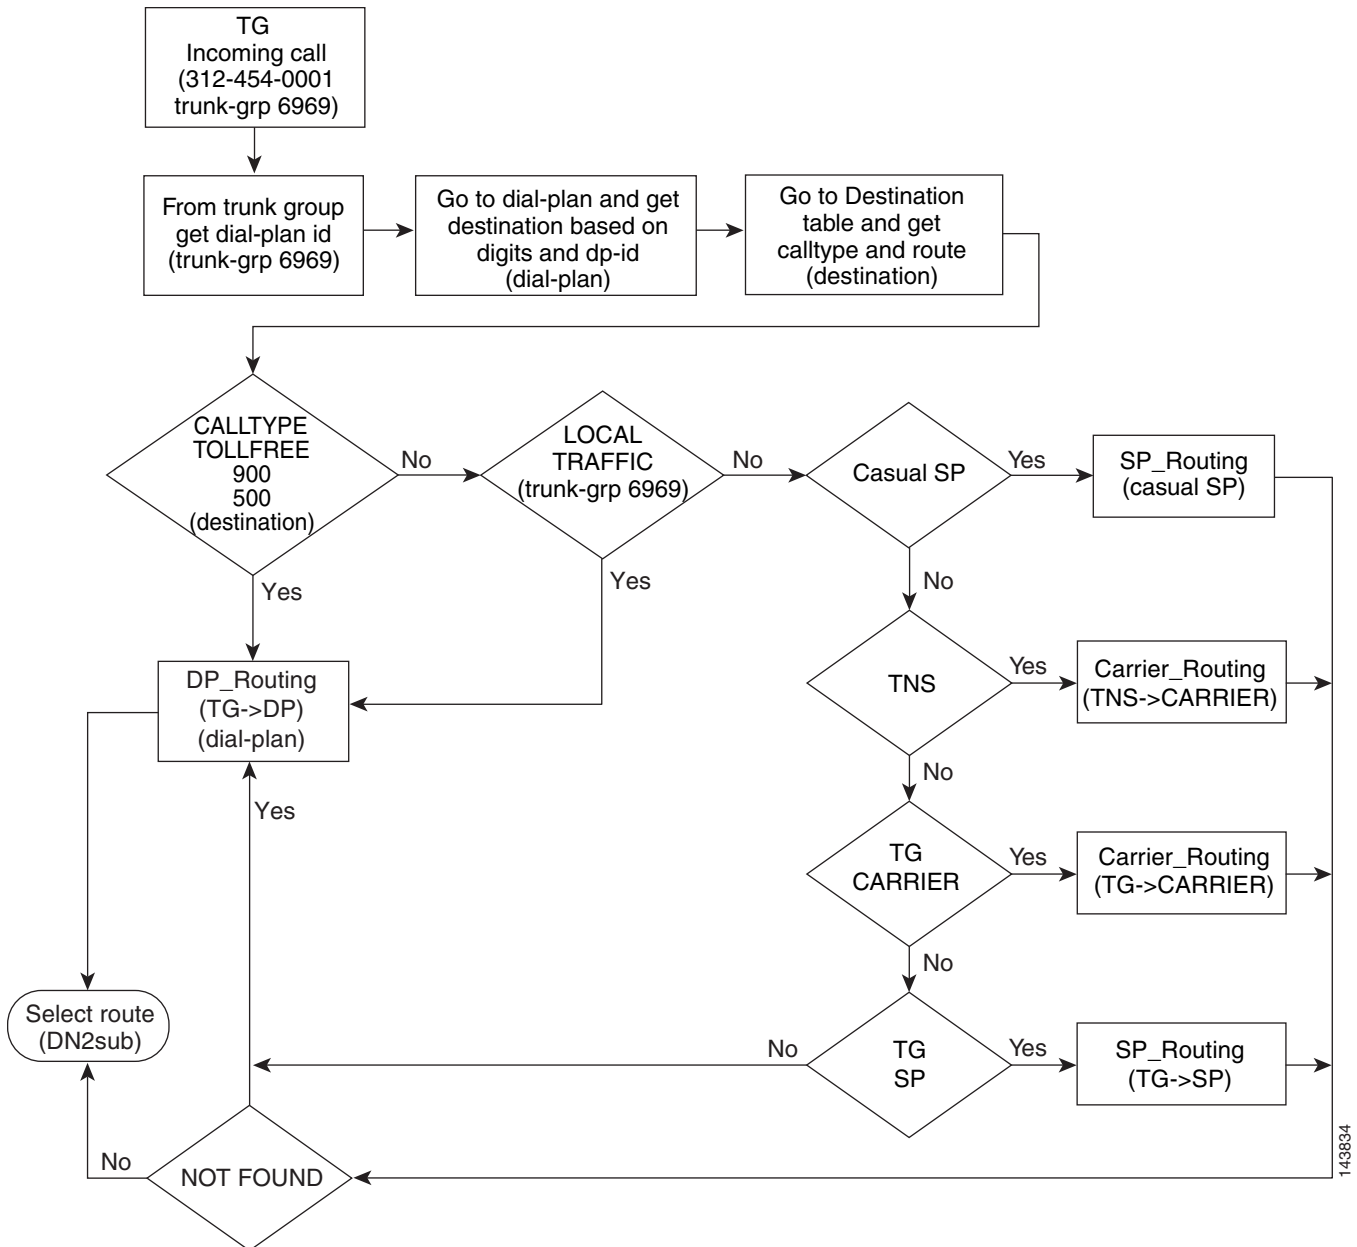 TG
Incoming call
(312-454-0001
trunk-grp 6969)
From trunk group
get dial-plan id
(trunk-grp 6969)
Go to dial-plan and get
destination based on
digits and dp-id
(dial-plan)
Go to Destination
table and get
calltype and route
(destination)
CALLTYPE
TOLLFREE
900
500
(destination)
No
LOCAL
TRAFFIC
(trunk-grp 6969)
No
Casual SP
Yes
SP_Routing
(casual SP)
Yes
Yes
No
DP_Routing
(TG->DP)
(dial-plan)
TNS
Yes
Carrier_Routing
(TNS->CARRIER)
No
Yes
TG
CARRIER
Yes
Carrier_Routing
(TG->CARRIER)
No
Select route
(DN2sub)
No
TG
SP
Yes
SP_Routing
(TG->SP)
No
NOT FOUND
143834